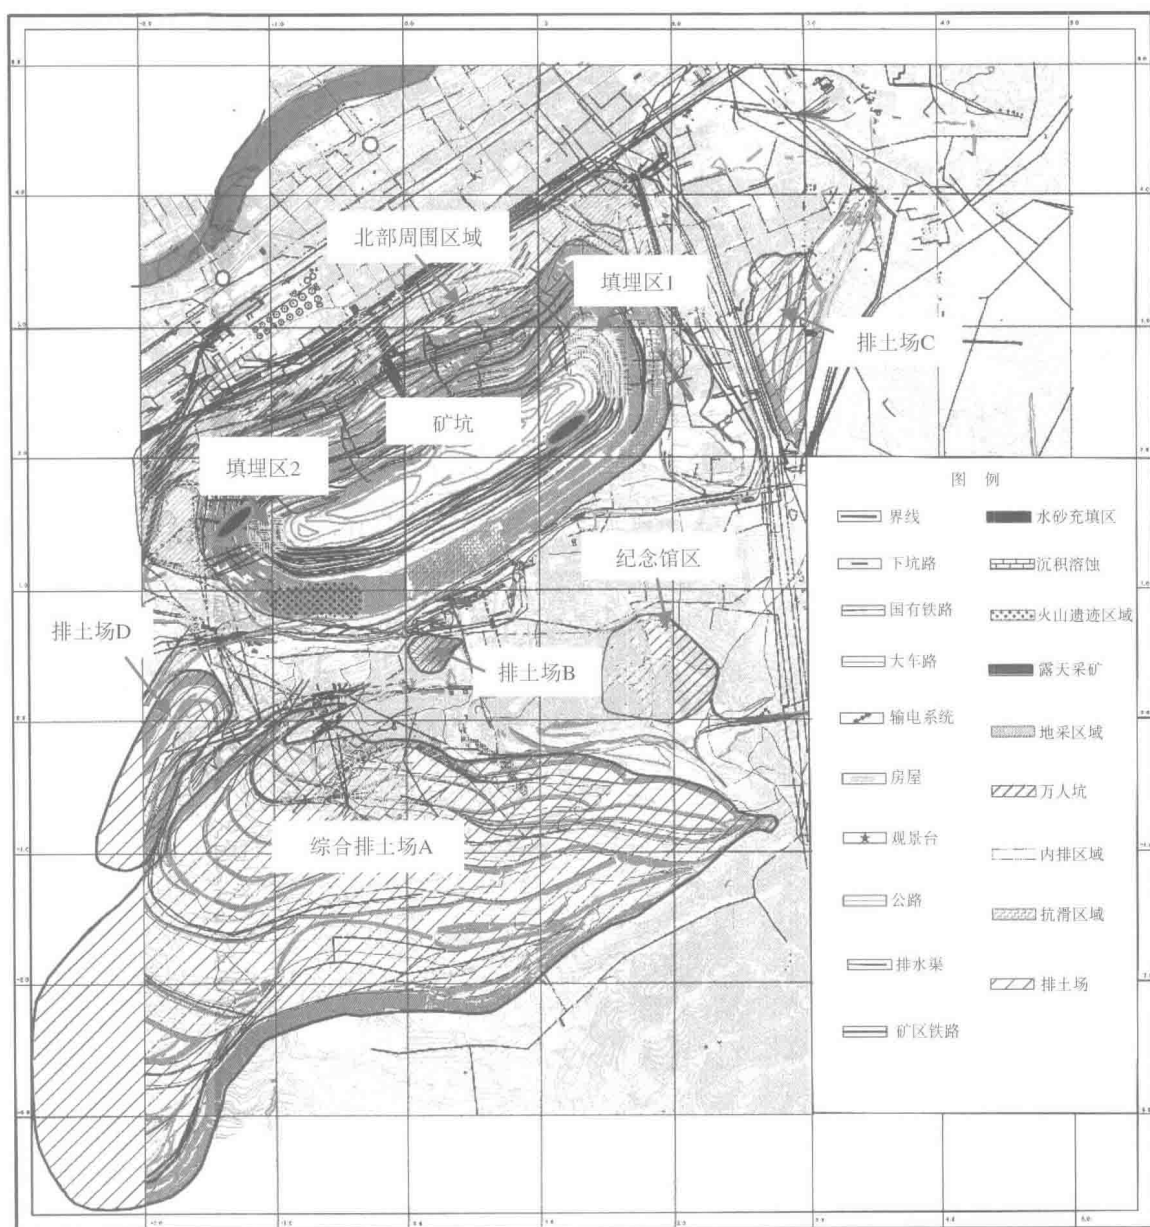 北部周围区域
填埋区1
排土场C
矿坑
填埋区2
纪念馆区
排土场D
排土场B
综合排土场A
图 例
界线
水砂充填区
下坑路
沉积溶蚀
国有铁路
火山遗迹区域
大车路
露天采矿
输电系统
地采区域
房屋
万人坑
观景台
内排区域
公路
抗滑区域
排水渠
排土场
矿区铁路